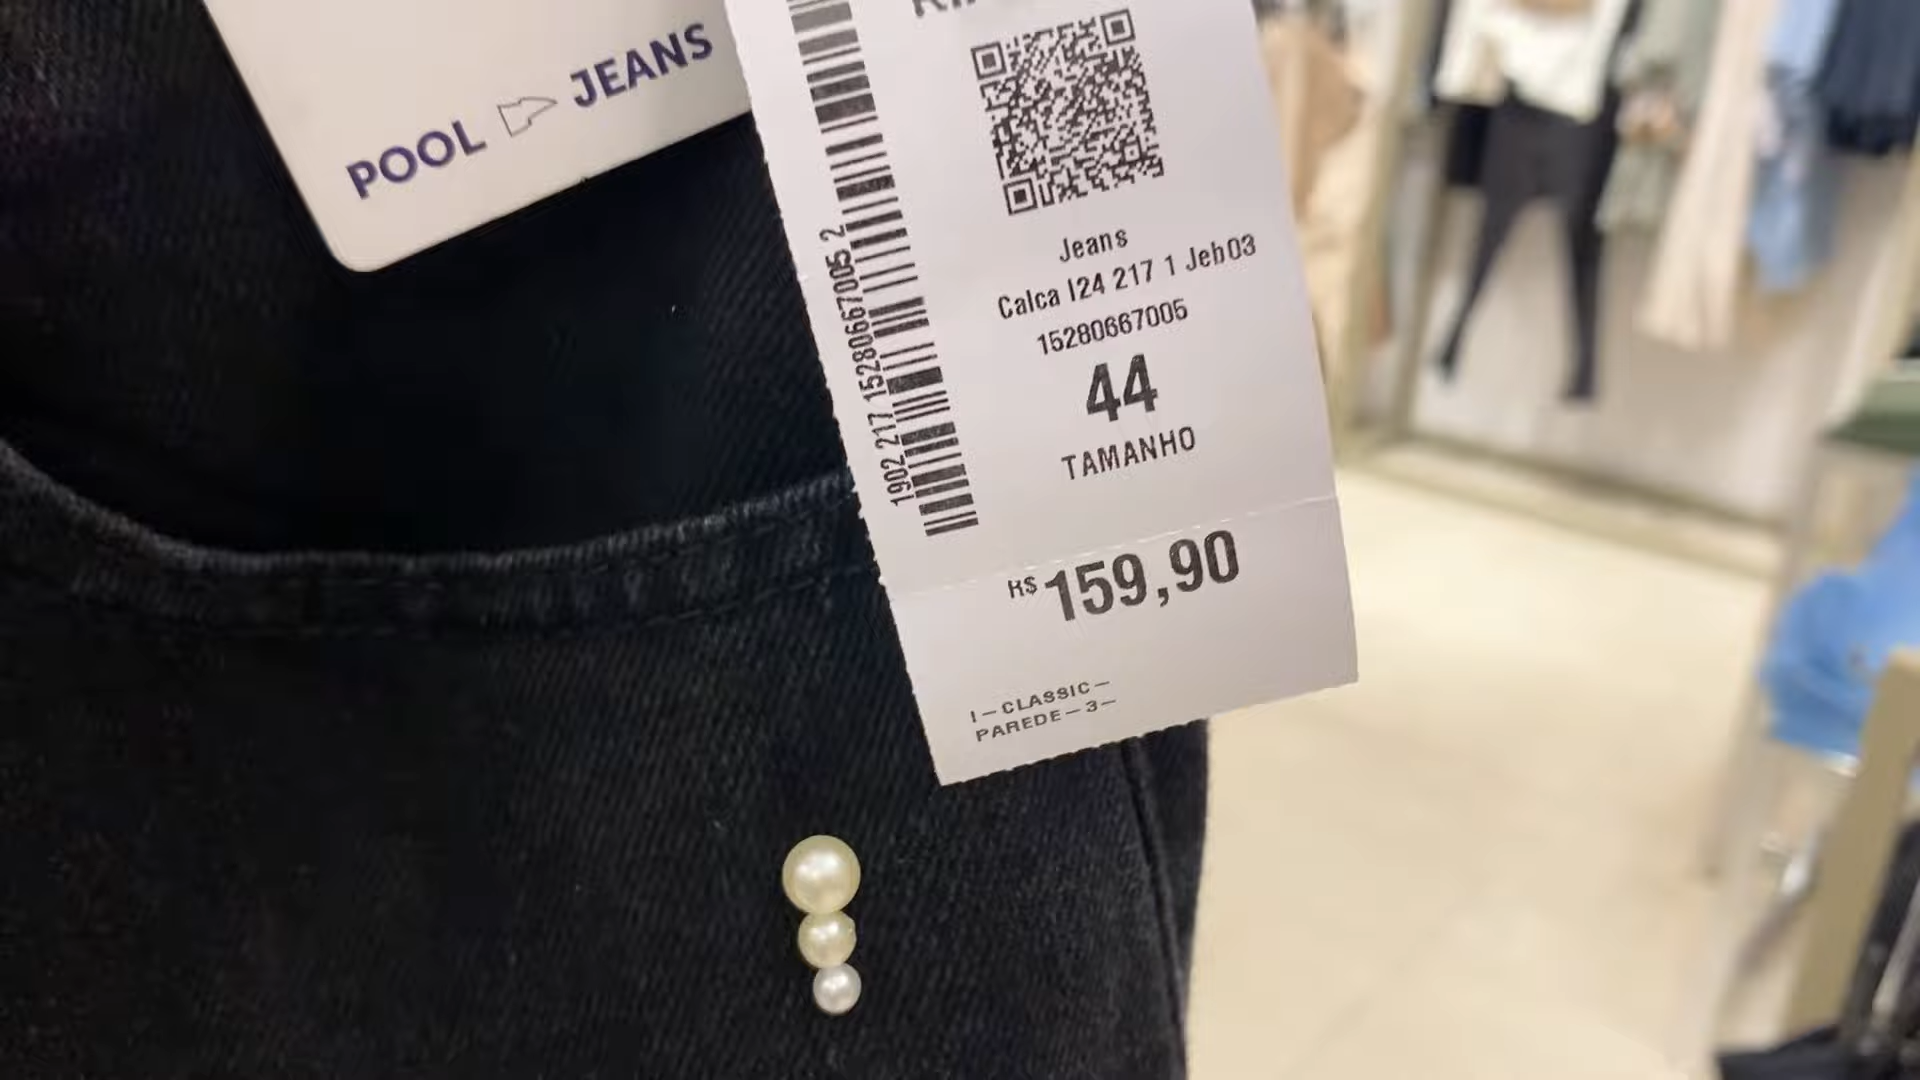 POOL JEANS
1902 217 15280667005 2
Jeans
Calca I24 217 1 Jeb03
15280667005
44
TAMANHO
R$ 159,90
I—CLASSIC—
PAREDE—3—